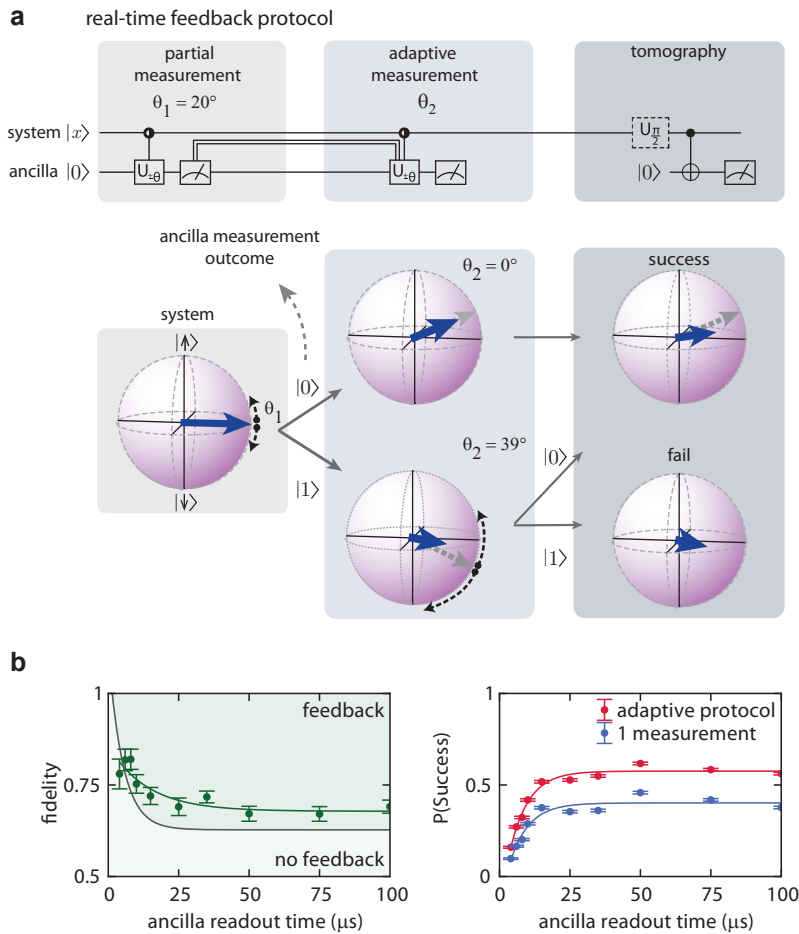 a
real-time feedback protocol
partial
measurement
θ1 = 20°
adaptive
measurement
θ2
tomography
system |x⟩
ancilla |0⟩
U±θ
U±θ
Uπ/2
|0⟩
ancilla measurement
outcome
system
|↑⟩
|↓⟩
θ1
|0⟩
|1⟩
θ2 = 0°
θ2 = 39°
success
|0⟩
fail
|1⟩
b
1
0.75
0.5
fidelity
feedback
no feedback
0 25 50 75 100
ancilla readout time (μs)
1
0.5
0
P(Success)
adaptive protocol
1 measurement
0 25 50 75 100
ancilla readout time (μs)